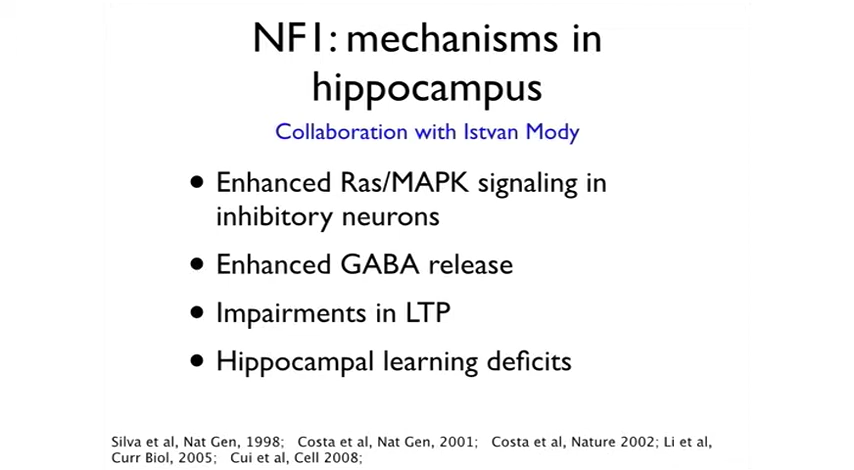 NF1: mechanisms in
hippocampus
Collaboration with Istvan Mody
• Enhanced Ras/MAPK signaling in
inhibitory neurons
• Enhanced GABA release
• Impairments in LTP
• Hippocampal learning deficits
Silva et al, Nat Gen, 1998; Costa et al, Nat Gen, 2001; Costa et al, Nature 2002; Li et al,
Curr Biol, 2005; Cui et al, Cell 2008;